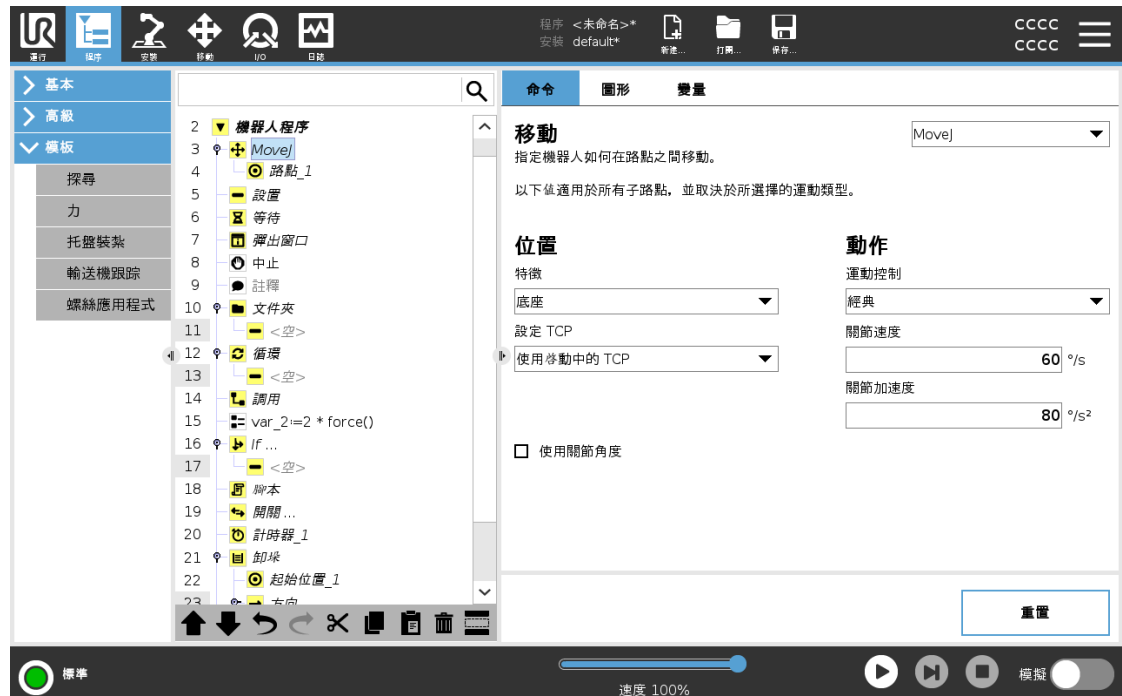 程序 <未命名>*
安裝 default*
運行
程序
安裝
移動
I/O
日誌
新建...
打開...
保存...
CCCC
CCCC
基本
高級
模板
探尋
力
托盤裝紮
輸送機跟踪
螺絲應用程式
2 機器人程序
3 MoveJ
4 路點_1
5 設置
6 等待
7 彈出窗口
8 中止
9 註釋
10 文件夾
11 <空>
12 循環
13 <空>
14 調用
15 var_2≔2 * force()
16 If ...
17 <空>
18 腳本
19 開關 ...
20 計時器_1
21 卸垛
22 起始位置_1
23 方向
命令 圖形 變量
移動
MoveJ
指定機器人如何在路點之間移動。
以下值適用於所有子路點，並取決於所選擇的運動類型。
位置
特徵
底座
設定 TCP
使用啓動中的 TCP
使用關節角度
動作
運動控制
經典
關節速度
60 °/s
關節加速度
80 °/s²
重置
標準
速度 100%
模擬